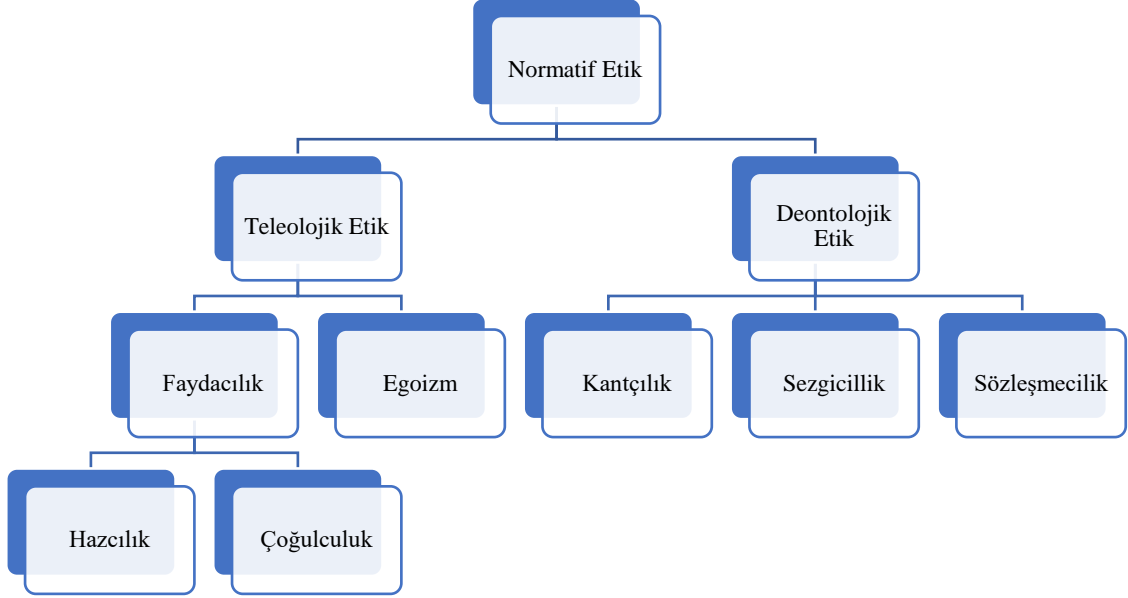 Normatif Etik
Teleolojik Etik
Deontolojik
Etik
Faydacılık
Egoizm
Kantçılık
Sezgicillik
Sözleşmecilik
Hazcılık
Çoğulculuk